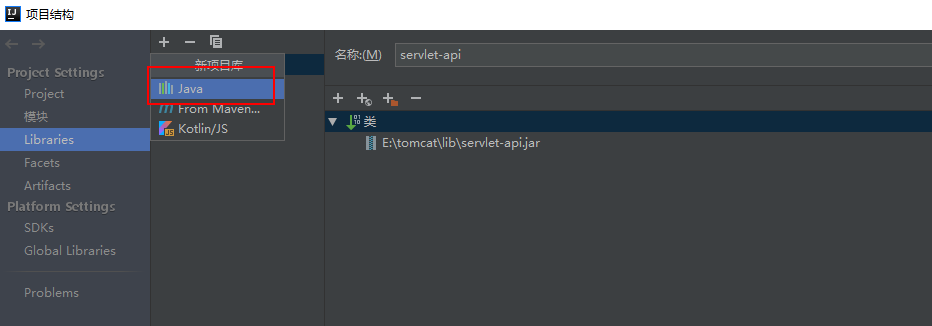 项目结构
Project Settings
Project
模块
Libraries
Facets
Artifacts
Platform Settings
SDKs
Global Libraries
Problems
新项目库
Java
From Maven...
Kotlin/JS
名称:(M)
servlet-api
类
E:\tomcat\lib\servlet-api.jar